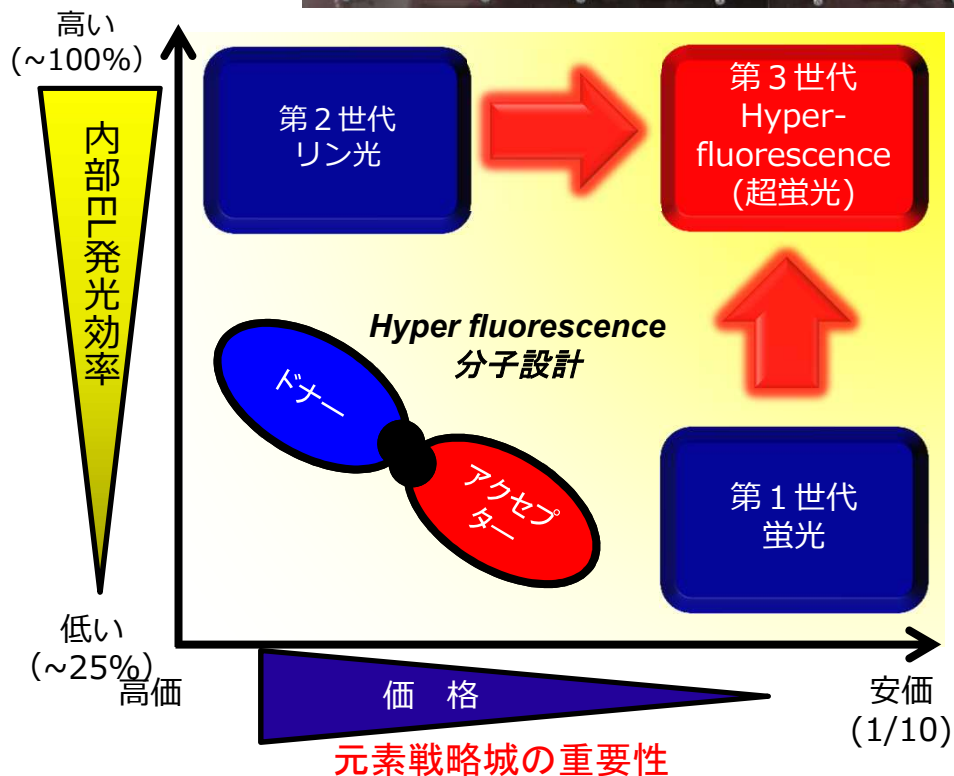 高い
(~100%)
内部EL発光効率
低い
(~25%)
第２世代
リン光
第３世代
Hyper-
fluorescence
(超蛍光)
Hyper fluorescence
分子設計
ドナー
アクセプ
ター
第１世代
蛍光
高価
価 格
安価
(1/10)
元素戦略城の重要性